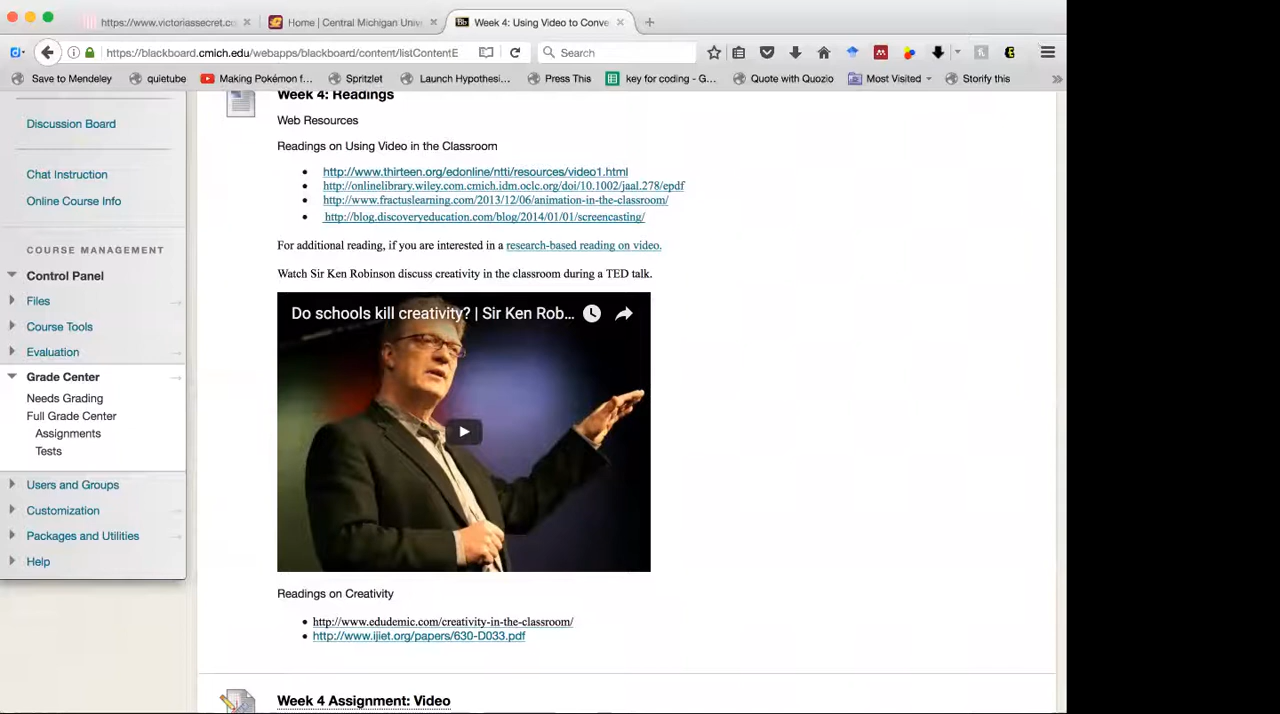 https://www.victoriassecret.co
Home | Central Michigan Univ
Bb Week 4: Using Video to Conve
https://blackboard.cmich.edu/webapps/blackboard/content/listContentE
Search
Save to Mendeley
quietube
Making Pokémon f...
Spritzlet
Launch Hypothesi...
Press This
key for coding - G...
Quote with Quozio
Most Visited
Storify this
Discussion Board
Chat Instruction
Online Course Info
COURSE MANAGEMENT
Control Panel
Files
Course Tools
Evaluation
Grade Center
Needs Grading
Full Grade Center
Assignments
Tests
Users and Groups
Customization
Packages and Utilities
Help
Week 4: Readings
Web Resources
Readings on Using Video in the Classroom
http://www.thirteen.org/edonline/ntti/resources/video1.html
http://onlinelibrary.wiley.com.cmich.idm.oclc.org/doi/10.1002/jaal.278/epdf
http://www.fractuslearning.com/2013/12/06/animation-in-the-classroom/
http://blog.discoveryeducation.com/blog/2014/01/01/screencasting/
For additional reading, if you are interested in a research-based reading on video.
Watch Sir Ken Robinson discuss creativity in the classroom during a TED talk.
Do schools kill creativity? | Sir Ken Rob...
Readings on Creativity
http://www.edudemic.com/creativity-in-the-classroom/
http://www.ijiet.org/papers/630-D033.pdf
Week 4 Assignment: Video